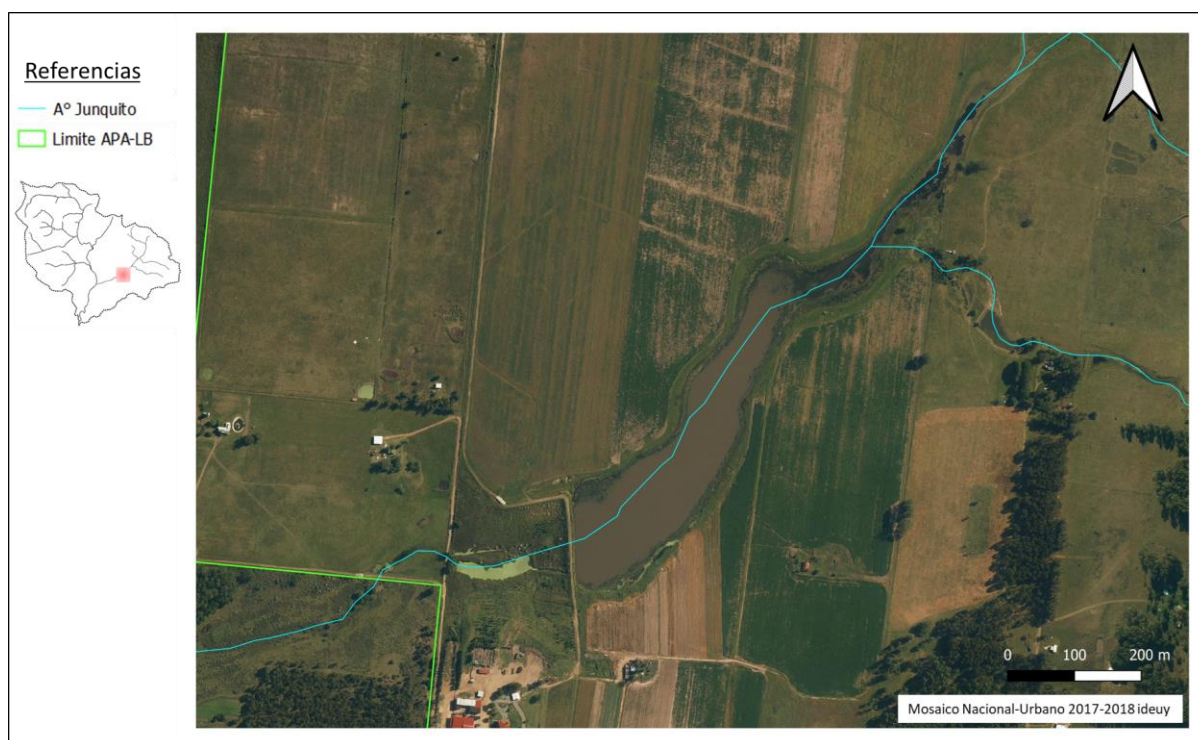 Referencias
A° Junquito
Limite APA-LB
0 100 200 m
Mosaico Nacional-Urbano 2017-2018 ideuy